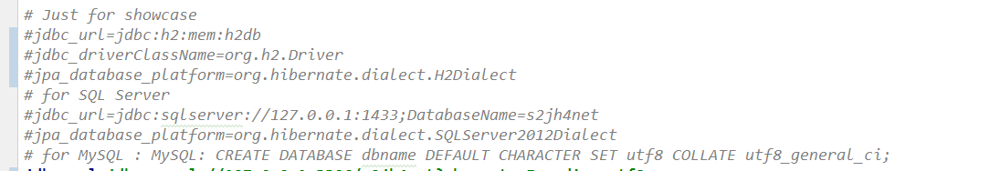 # Just for showcase
#jdbc_url=jdbc:h2:mem:h2db
#jdbc_driverClassName=org.h2.Driver
#jpa_database_platform=org.hibernate.dialect.H2Dialect
# for SQL Server
#jdbc_url=jdbc:sqlserver://127.0.0.1:1433;DatabaseName=s2jh4net
#jpa_database_platform=org.hibernate.dialect.SQLServer2012Dialect
# for MySQL : MySQL: CREATE DATABASE dbname DEFAULT CHARACTER SET utf8 COLLATE utf8_general_ci;